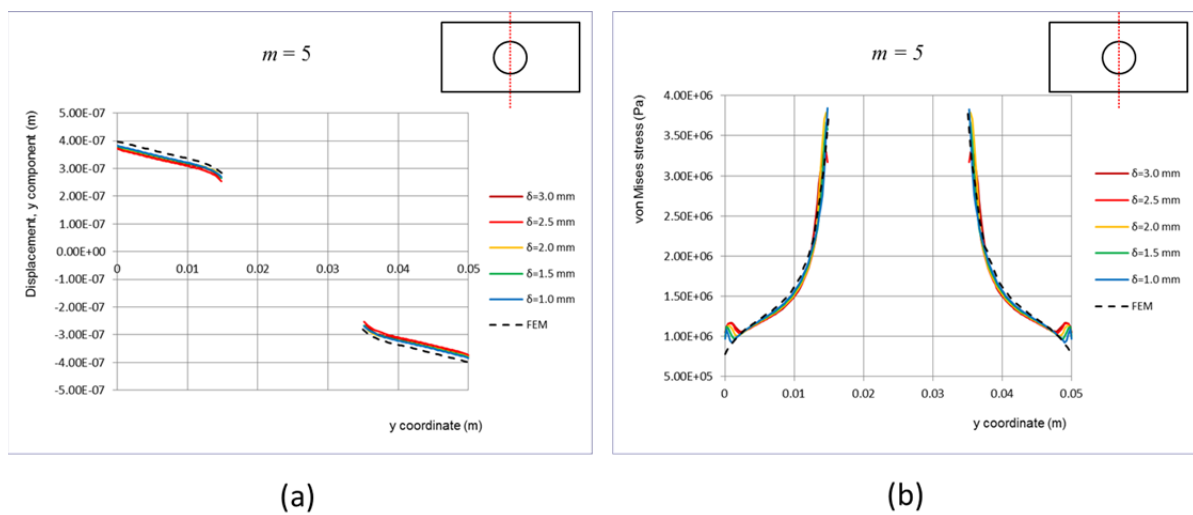 m = 5
Displacement, y component (m)
5.00E-07
4.00E-07
3.00E-07
2.00E-07
1.00E-07
0.00E+00
-1.00E-07
-2.00E-07
-3.00E-07
-4.00E-07
-5.00E-07
0
0.01
0.02
0.03
0.04
0.05
y coordinate (m)
δ=3.0 mm
δ=2.5 mm
δ=2.0 mm
δ=1.5 mm
δ=1.0 mm
FEM
(a)
m = 5
von Mises stress (Pa)
4.00E+06
3.50E+06
3.00E+06
2.50E+06
2.00E+06
1.50E+06
1.00E+06
5.00E+05
0
0.01
0.02
0.03
0.04
0.05
y coordinate (m)
δ=3.0 mm
δ=2.5 mm
δ=2.0 mm
δ=1.5 mm
δ=1.0 mm
FEM
(b)